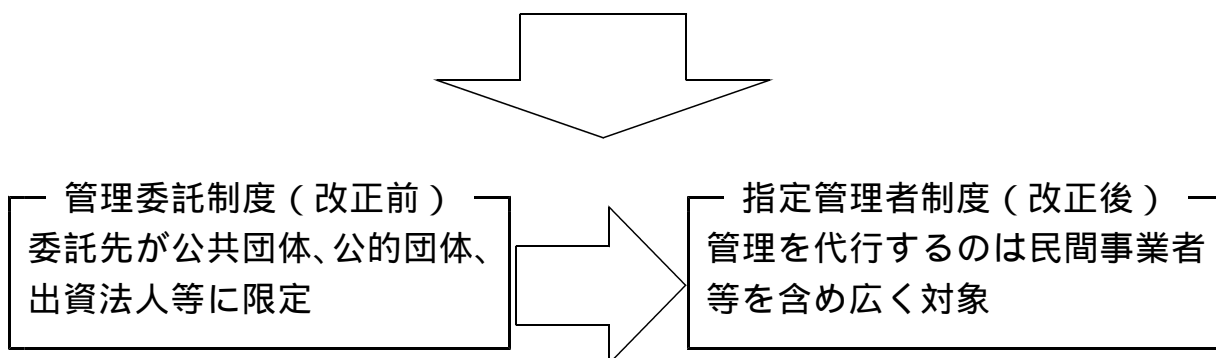 管理委託制度（改正前）
委託先が公共団体、公的団体、
出資法人等に限定
指定管理者制度（改正後）
管理を代行するのは民間事業者
等を含め広く対象